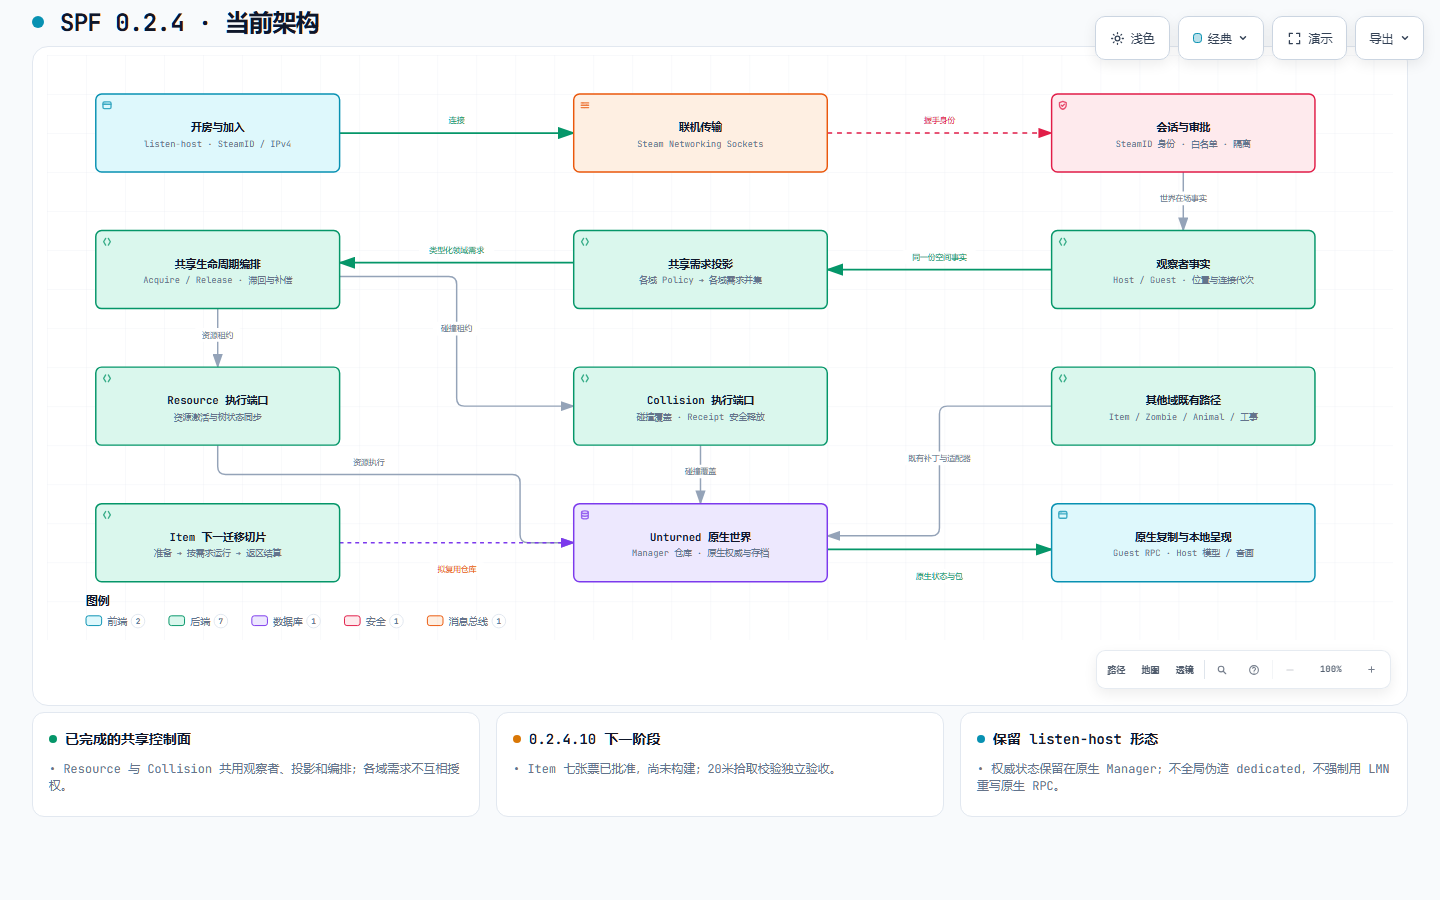 SPF 0.2.4 · 当前架构
浅色
经典
演示
导出
开房与加入
listen-host · SteamID / IPv4
连接
联机传输
Steam Networking Sockets
握手身份
会话与审批
SteamID 身份 · 白名单 · 隔离
世界在场事实
共享生命周期编排
Acquire / Release · 滞回与补偿
类型化领域需求
共享需求投影
各域 Policy → 各域需求并集
同一份空间事实
观察者事实
Host / Guest · 位置与连接代次
资源租约
碰撞租约
Resource 执行端口
资源激活与树状态同步
Collision 执行端口
碰撞覆盖 · Receipt 安全释放
其他域既有路径
Item / Zombie / Animal / 工事
资源执行
碰撞覆盖
既有补丁与适配器
Item 下一迁移切片
准备 → 按需求运行 → 返区结算
拟复用仓库
Unturned 原生世界
Manager 仓库 · 原生权威与存档
原生状态与包
原生复制与本地呈现
Guest RPC · Host 模型 / 音画
图例
前端 2
后端 7
数据库 1
安全 1
消息总线 1
路径 地图 透镜 − 100% +
已完成的共享控制面
• Resource 与 Collision 共用观察者、投影和编排；各域需求不互相授
权。
0.2.4.10 下一阶段
• Item 七张票已批准，尚未构建；20米拾取校验独立验收。
保留 listen-host 形态
• 权威状态保留在原生 Manager；不全局伪造 dedicated，不强制用 LMN
重写原生 RPC。